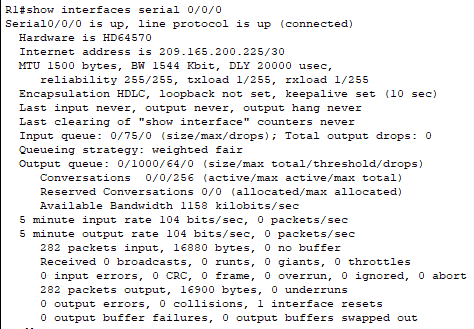 R1#show interfaces serial 0/0/0
Serial0/0/0 is up, line protocol is up (connected)
Hardware is HD64570
Internet address is 209.165.200.225/30
MTU 1500 bytes, BW 1544 Kbit, DLY 20000 usec,
reliability 255/255, txload 1/255, rxload 1/255
Encapsulation HDLC, loopback not set, keepalive set (10 sec)
Last input never, output never, output hang never
Last clearing of "show interface" counters never
Input queue: 0/75/0 (size/max/drops); Total output drops: 0
Queueing strategy: weighted fair
Output queue: 0/1000/64/0 (size/max total/threshold/drops)
Conversations 0/0/256 (active/max active/max total)
Reserved Conversations 0/0 (allocated/max allocated)
Available Bandwidth 1158 kilobits/sec
5 minute input rate 104 bits/sec, 0 packets/sec
5 minute output rate 104 bits/sec, 0 packets/sec
282 packets input, 16880 bytes, 0 no buffer
Received 0 broadcasts, 0 runts, 0 giants, 0 throttles
0 input errors, 0 CRC, 0 frame, 0 overrun, 0 ignored, 0 abort
282 packets output, 16900 bytes, 0 underruns
0 output errors, 0 collisions, 1 interface resets
0 output buffer failures, 0 output buffers swapped out